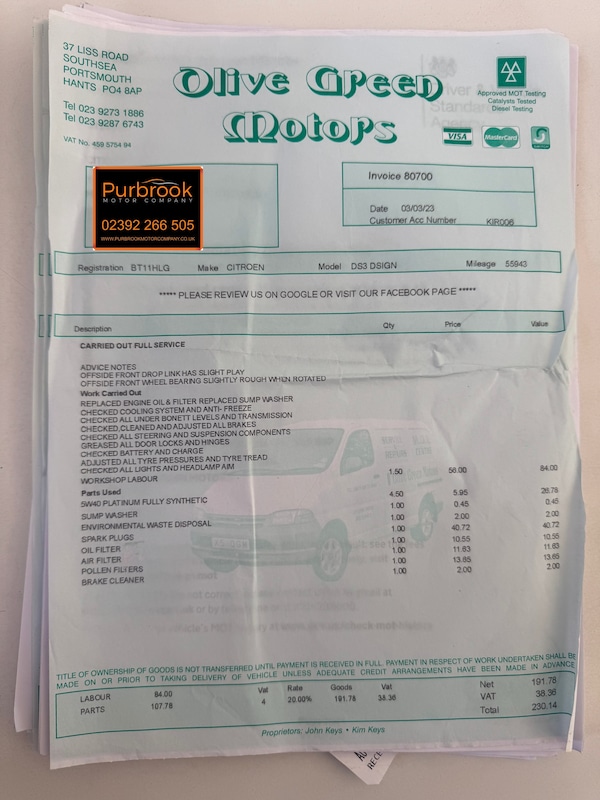 37 LISS ROAD
SOUTHSEA
PORTSMOUTH
HANTS PO4 8AP
Tel 023 9273 1886
Tel 023 9287 6743
VAT No. 459 5754 94
Olive Green
Motors
Approved MOT Testing
Catalysts Tested
Diesel Testing
VISA
MasterCard
Purbrook
MOTOR COMPANY
02392 266 505
WWW.PURBROOKMOTORCOMPANY.CO.UK
Invoice 80700
Date 03/03/23
Customer Acc Number KIR006
Registration BT11HLG Make CITROEN Model DS3 DSIGN Mileage 55943
***** PLEASE REVIEW US ON GOOGLE OR VISIT OUR FACEBOOK PAGE *****
Description Qty Price Value
CARRIED OUT FULL SERVICE
ADVICE NOTES
OFFSIDE FRONT DROP LINK HAS SLIGHT PLAY
OFFSIDE FRONT WHEEL BEARING SLIGHTLY ROUGH WHEN ROTATED
Work Carried Out
REPLACED ENGINE OIL & FILTER REPLACED SUMP WASHER
CHECKED COOLING SYSTEM AND ANTI- FREEZE
CHECKED ALL UNDER BONETT LEVELS AND TRANSMISSION
CHECKED CLEANED AND ADJUSTED ALL BRAKES
CHECKED ALL STEERING AND SUSPENSION COMPONENTS
GREASED ALL DOOR LOCKS AND HINGES
CHECKED BATTERY AND CHARGE
ADJUSTED ALL TYRE PRESSURES AND TYRE TREAD
CHECKED ALL LIGHTS AND HEADLAMP AIM
WORKSHOP LABOUR 1.50 56.00 84.00
Parts Used
5W40 PLATINUM FULLY SYNTHETIC 4.50 5.95 26.78
SUMP WASHER 1.00 0.45 0.45
ENVIRONMENTAL WASTE DISPOSAL 1.00 2.00 2.00
SPARK PLUGS 1.00 40.72 40.72
OIL FILTER 1.00 10.55 10.55
AIR FILTER 1.00 11.63 11.63
POLLEN FILTERS 1.00 13.65 13.65
BRAKE CLEANER 1.00 2.00 2.00
TITLE OF OWNERSHIP OF GOODS IS NOT TRANSFERRED UNTIL PAYMENT IS RECEIVED IN FULL. PAYMENT IN RESPECT OF WORK UNDERTAKEN SHALL BE
MADE ON OR PRIOR TO TAKING DELIVERY OF VEHICLE UNLESS ADEQUATE CREDIT ARRANGEMENTS HAVE BEEN MADE IN ADVANCE
LABOUR 84.00 Vat Rate Goods Vat Net 191.78
PARTS 107.78 4 20.00% 191.78 38.36 VAT 38.36
Total 230.14
Proprietors: John Keys • Kim Keys